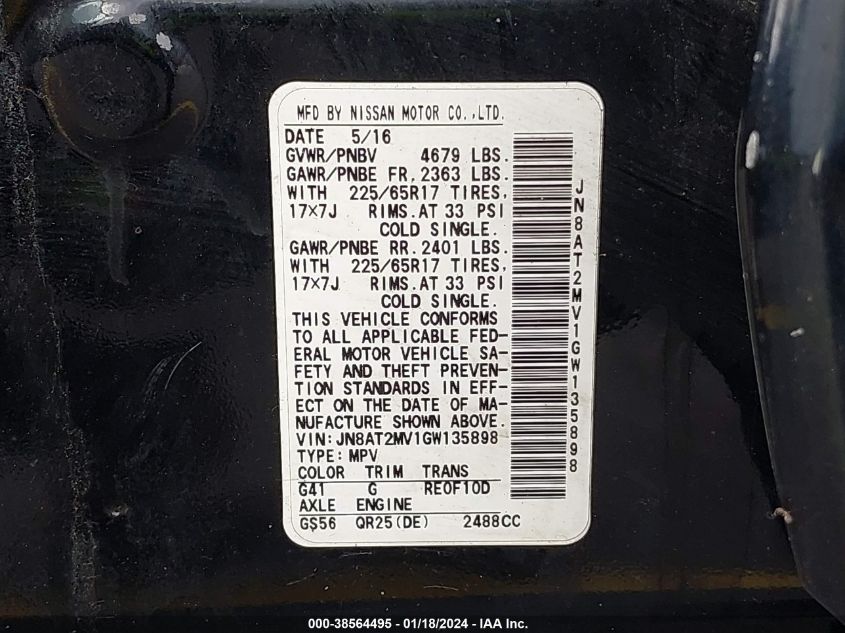 MFD BY NISSAN MOTOR CO.,LTD.
DATE 5/16
GVWR/PNBV 4679 LBS.
GAWR/PNBE FR. 2363 LBS.
WITH 225/65R17 TIRES,
17×7J RIMS.AT 33 PSI
COLD SINGLE.
GAWR/PNBE RR. 2401 LBS.
WITH 225/65R17 TIRES,
17×7J RIMS.AT 33 PSI
COLD SINGLE.
THIS VEHICLE CONFORMS
TO ALL APPLICABLE FED-
ERAL MOTOR VEHICLE SA-
FETY AND THEFT PREVEN-
TION STANDARDS IN EFF-
ECT ON THE DATE OF MA-
NUFACTURE SHOWN ABOVE.
VIN:JN8AT2MV1GW135898
TYPE:MPV
COLOR TRIM TRANS
G41 G RE0F10D
AXLE ENGINE
GS56 QR25(DE) 2488CC
JN8AT2MV1GW135898
000-38564495 - 01/18/2024 - IAA Inc.